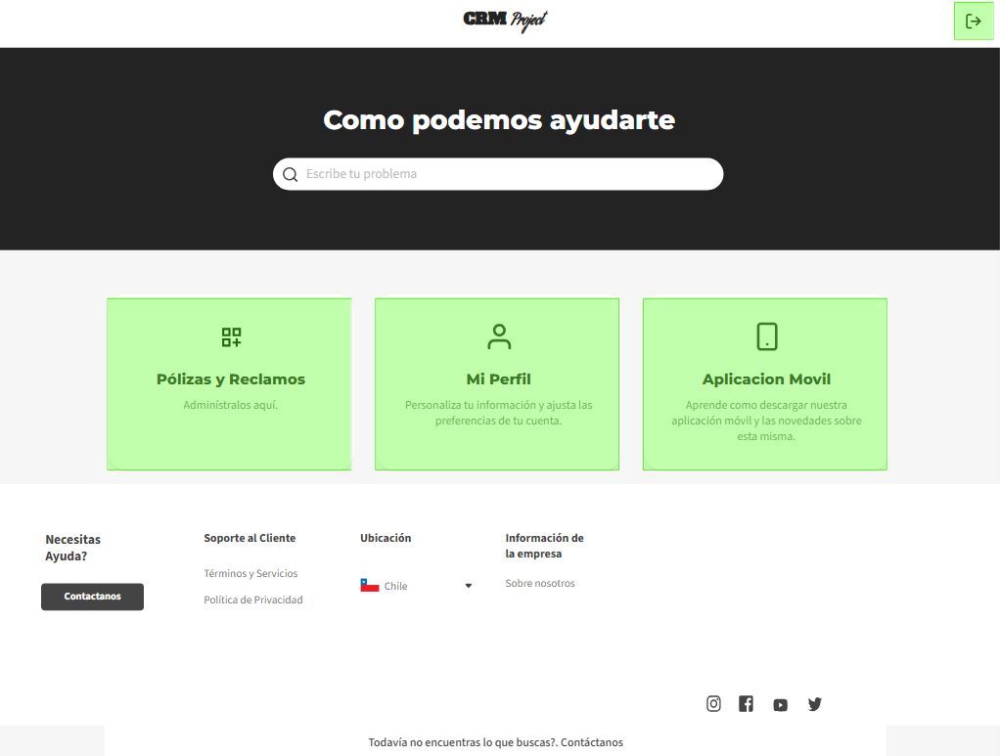 CRM Project
Como podemos ayudarte
Escribe tu problema
Pólizas y Reclamos
Adminístralos aquí.
Mi Perfil
Personaliza tu información y ajusta las
preferencias de tu cuenta.
Aplicacion Movil
Aprende como descargar nuestra
aplicación móvil y las novedades sobre
esta misma.
Necesitas
Ayuda?
Contactanos
Soporte al Cliente
Términos y Servicios
Política de Privacidad
Ubicación
Chile
Información de
la empresa
Sobre nosotros
Todavía no encuentras lo que buscas?. Contáctanos